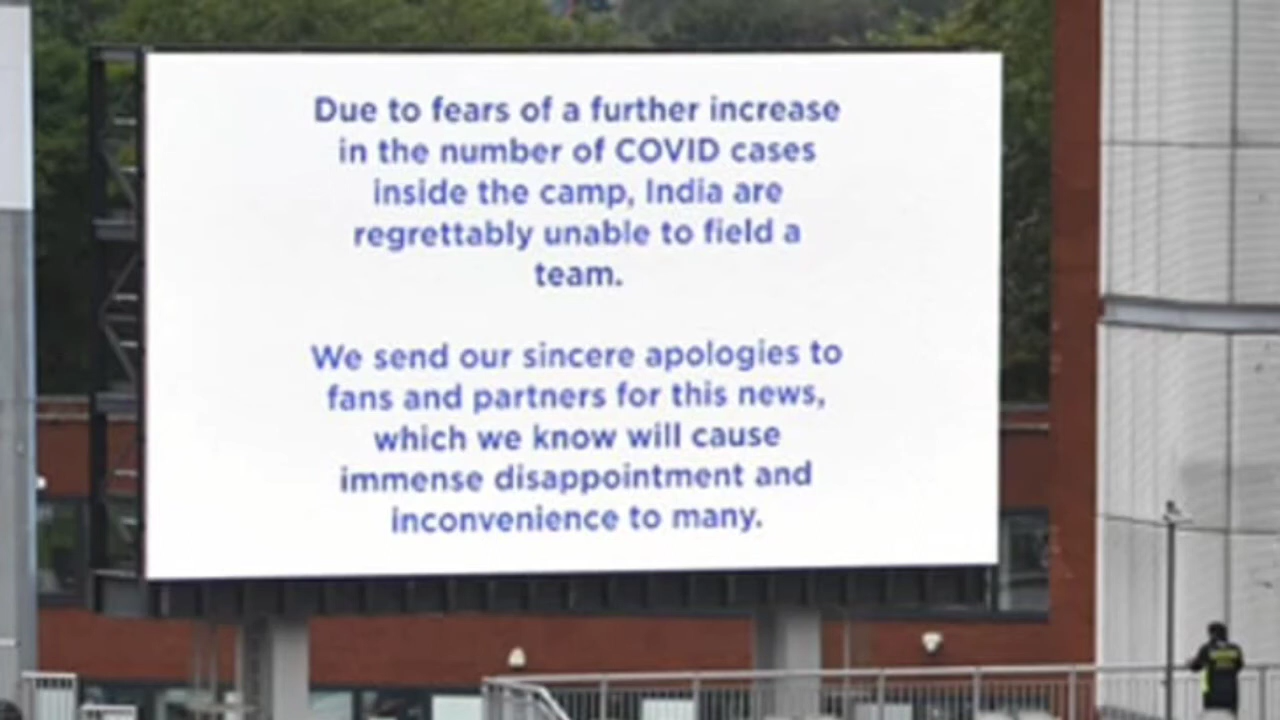 Due to fears of a further increase
in the number of COVID cases
inside the camp, India are
regrettably unable to field a
team.
We send our sincere apologies to
fans and partners for this news,
which we know will cause
immense disappointment and
inconvenience to many.